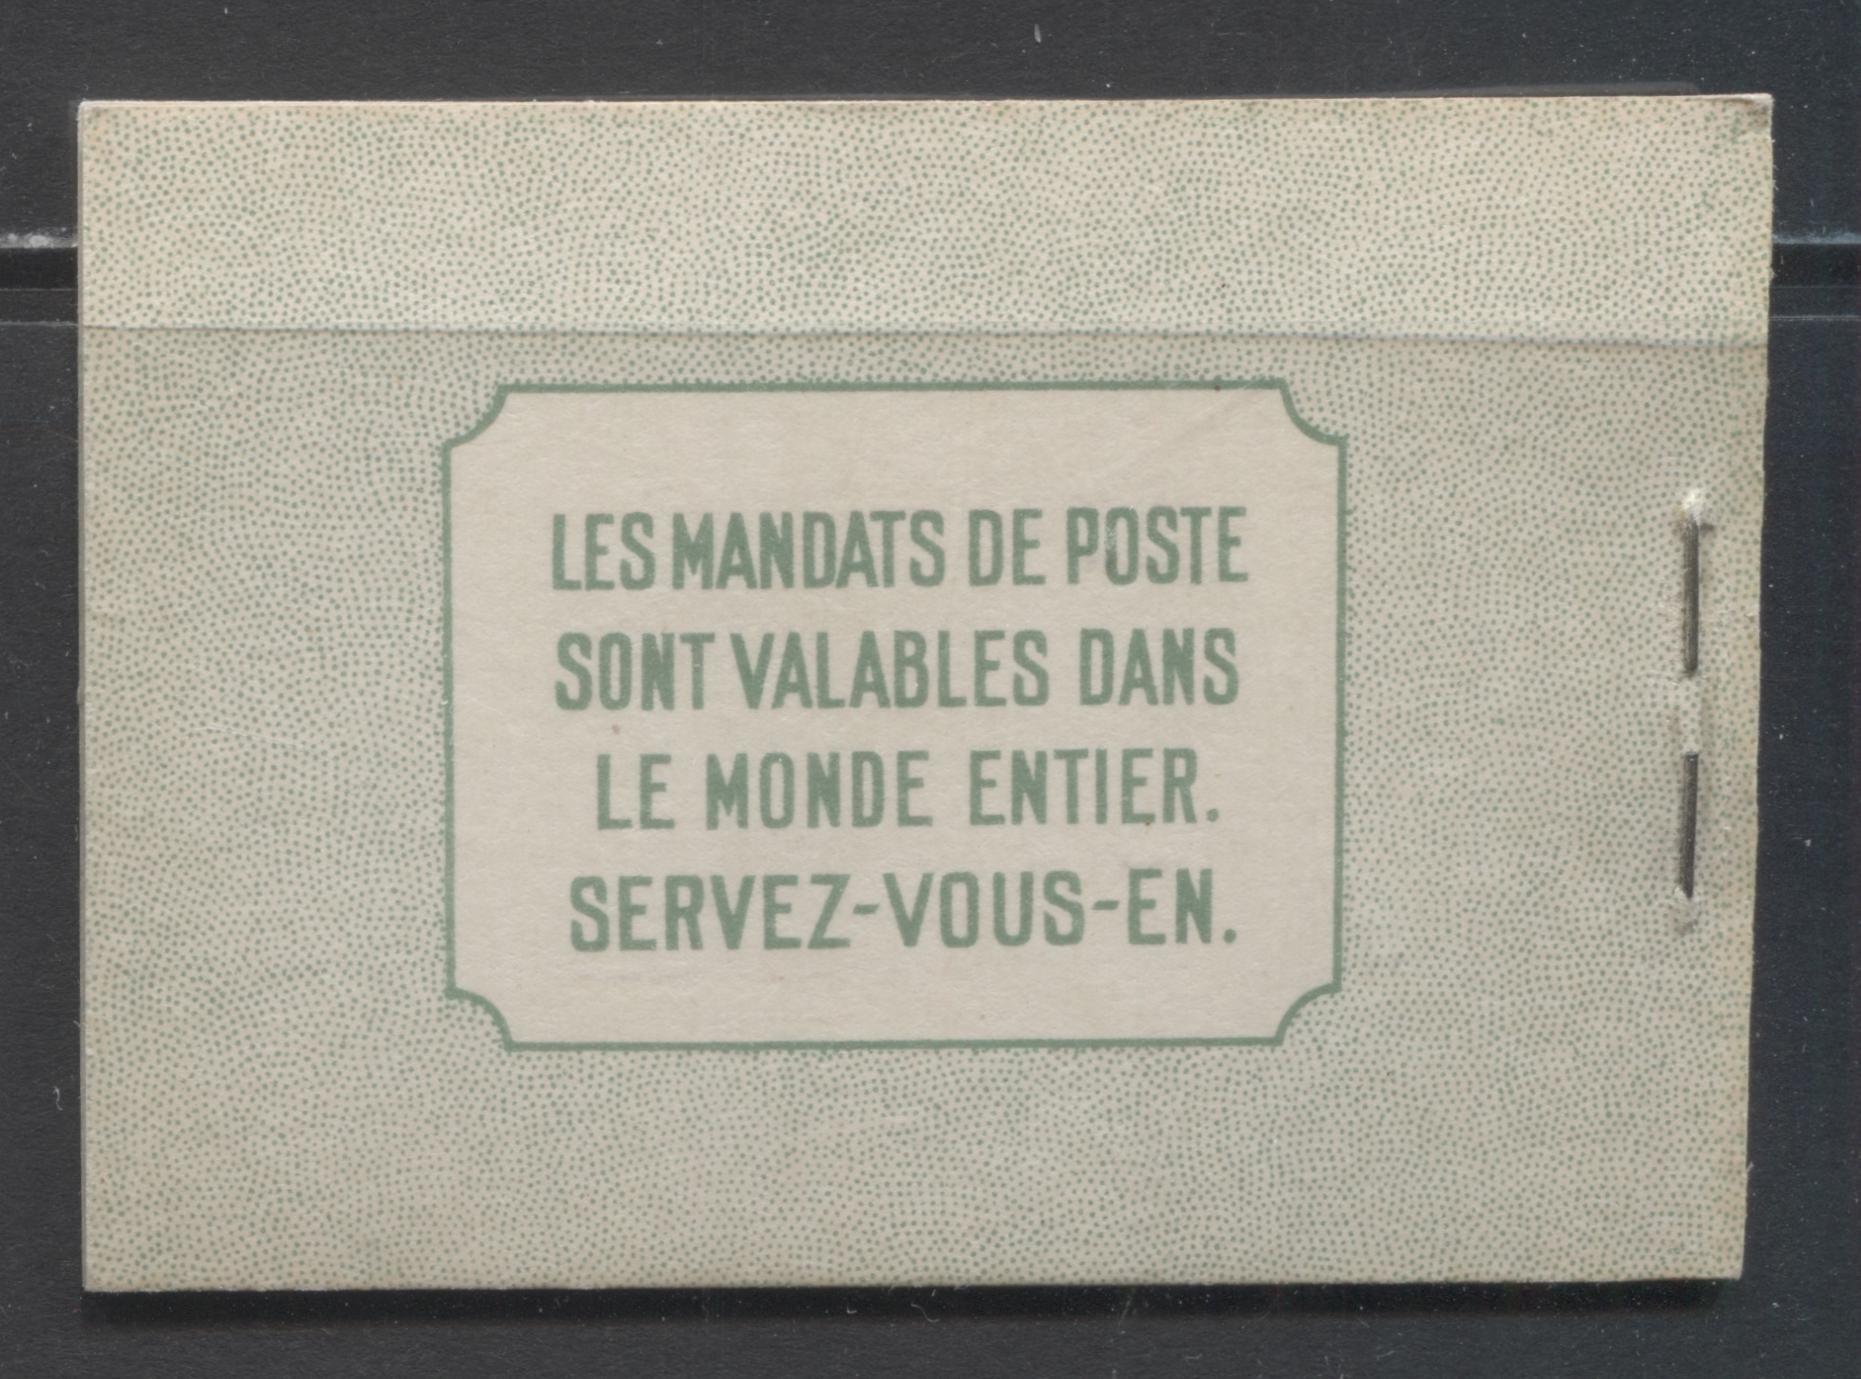 LES MANDATS DE POSTE
SONT VALABLES DANS
LE MONDE ENTIER.
SERVEZ-VOUS-EN.